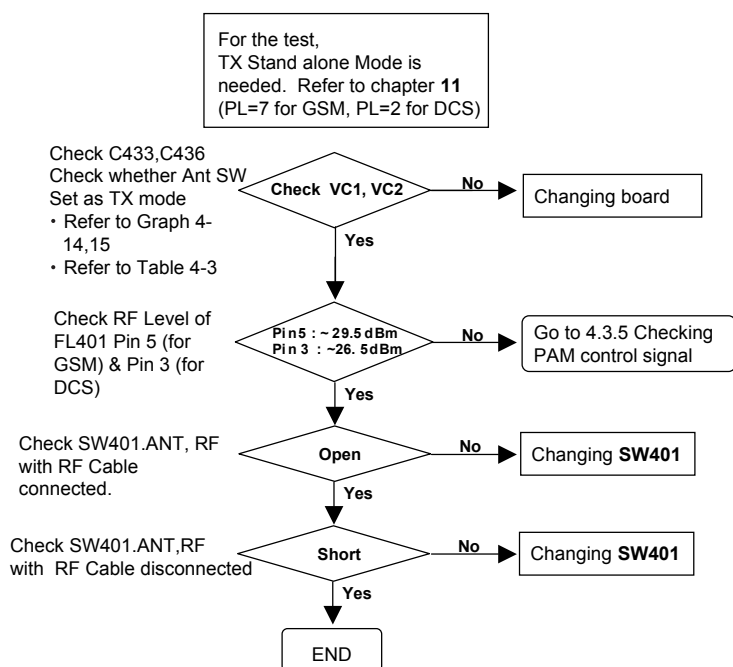 For the test,
TX Stand alone Mode is
needed. Refer to chapter 11
(PL=7 for GSM, PL=2 for DCS)
Check C433,C436
Check whether Ant SW
Set as TX mode
・Refer to Graph 4-
14,15
・Refer to Table 4-3
Check VC1, VC2
No
Changing board
Yes
Check RF Level of
FL401 Pin 5 (for
GSM) & Pin 3 (for
DCS)
Pin5 : ~ 29.5 dBm
Pin 3 : ~26. 5dBm
No
Go to 4.3.5 Checking
PAM control signal
Yes
Check SW401.ANT, RF
with RF Cable
connected.
Open
No
Changing SW401
Yes
Check SW401.ANT,RF
with RF Cable disconnected
Short
No
Changing SW401
Yes
END